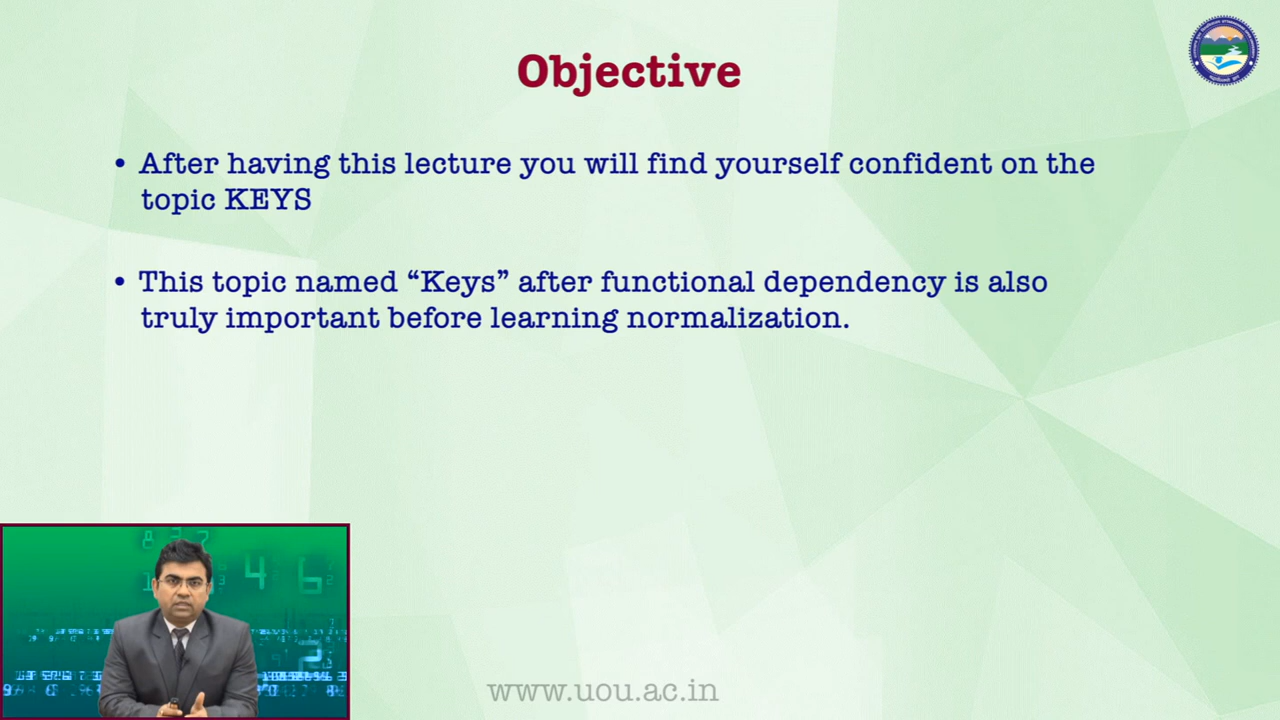 Objective
• After having this lecture you will find yourself confident on the
topic KEYS
• This topic named “Keys” after functional dependency is also
truly important before learning normalization.
www.uou.ac.in